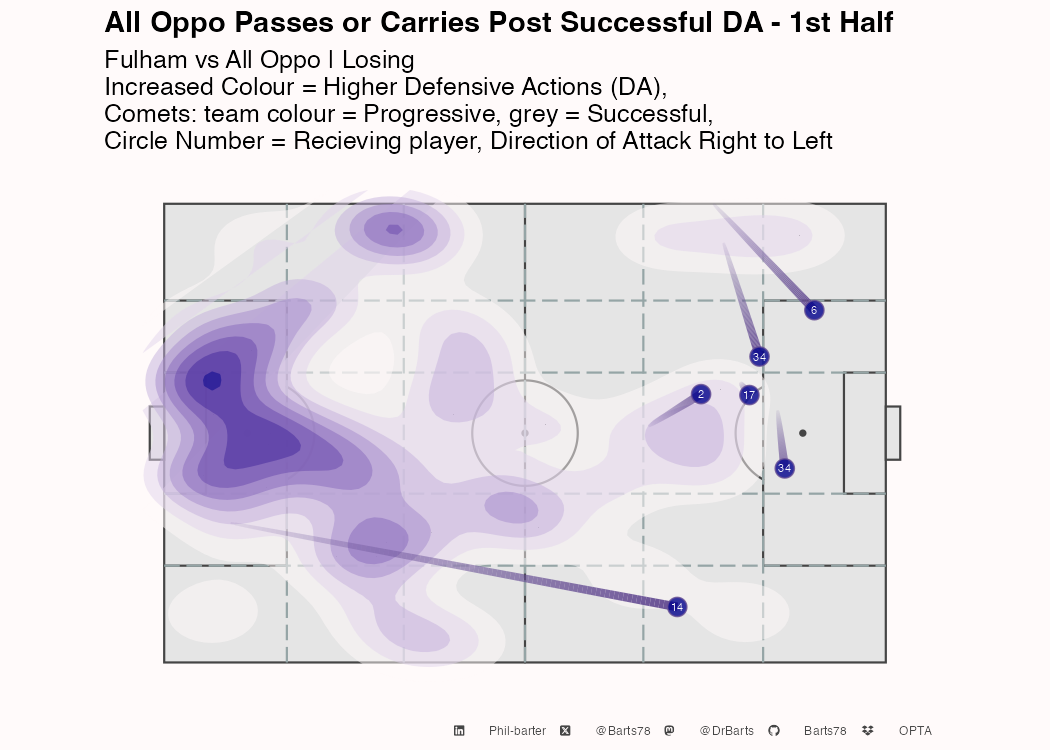 All Oppo Passes or Carries Post Successful DA - 1st Half
Fulham vs All Oppo | Losing
Increased Colour = Higher Defensive Actions (DA),
Comets: team colour = Progressive, grey = Successful,
Circle Number = Recieving player, Direction of Attack Right to Left
6
34
2
17
34
14
Phil-barter @Barts78 @DrBarts Barts78 OPTA